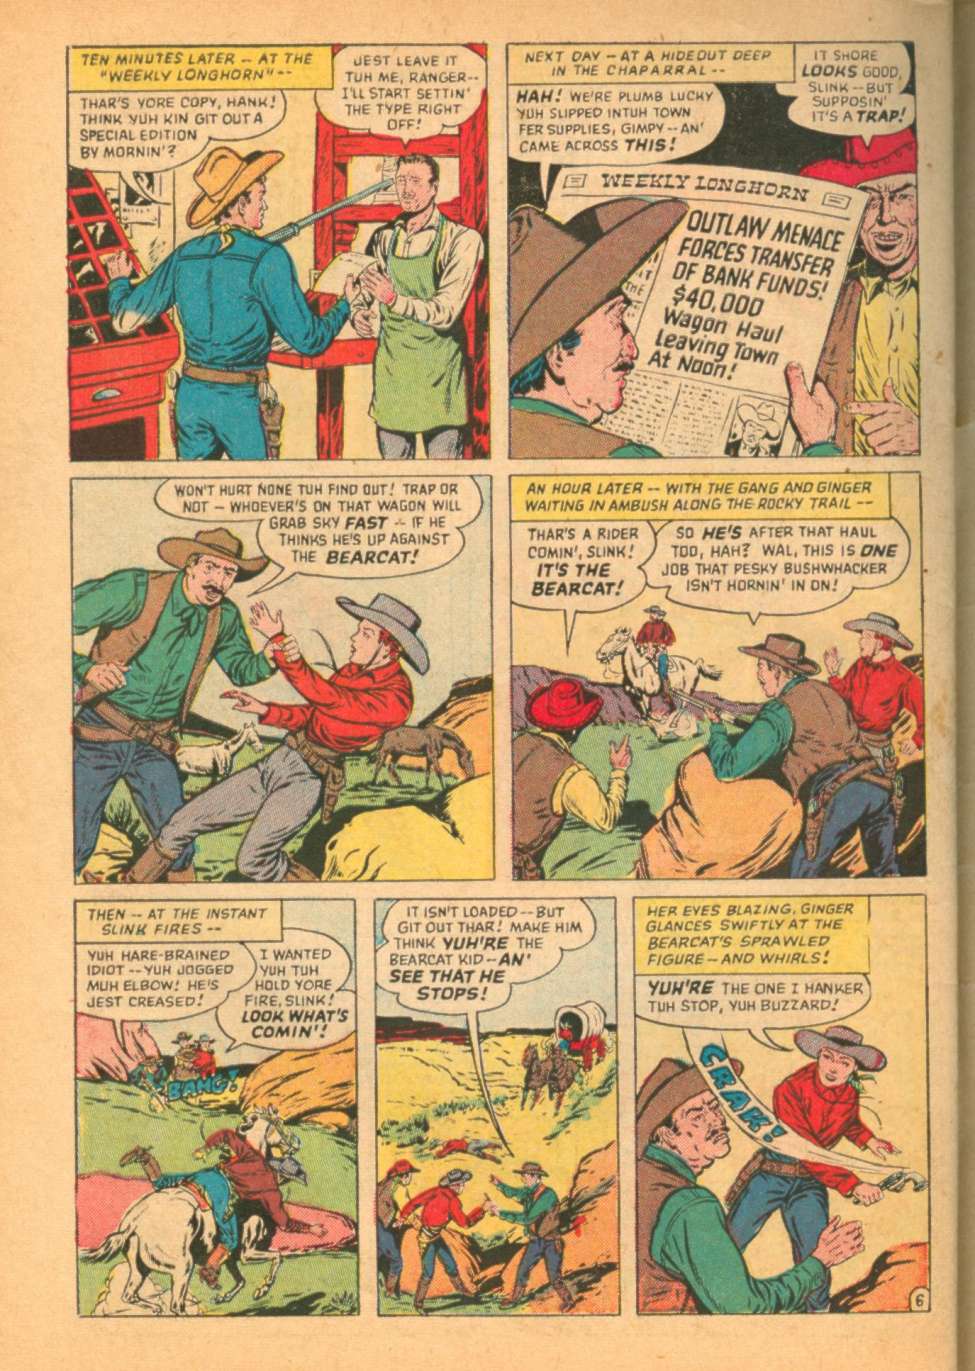 TEN MINUTES LATER -- AT THE
"WEEKLY LONGHORN" --
THAR'S YORE COPY, HANK!
THINK YUH KIN GIT OUT A
SPECIAL EDITION
BY MORNIN'?
JEST LEAVE IT
TUH ME, RANGER--
I'LL START SETTIN'
THE TYPE RIGHT
OFF!
NEXT DAY -- AT A HIDEOUT DEEP
IN THE CHAPARRAL --
HAH! WE'RE PLUMB LUCKY
YUH SLIPPED INTUH TOWN
FER SUPPLIES, GIMPY -- AN'
CAME ACROSS THIS!
IT SHORE
LOOKS GOOD,
SLINK -- BUT
SUPPOSIN'
IT'S A TRAP!
WEEKLY LONGHORN
OUTLAW MENACE
FORCES TRANSFER
OF BANK FUNDS!
$40,000
Wagon Haul
Leaving Town
At Noon!
WON'T HURT NONE TUH FIND OUT! TRAP OR
NOT -- WHOEVER'S ON THAT WAGON WILL
GRAB SKY FAST -- IF HE
THINKS HE'S UP AGAINST
THE BEARCAT!
AN HOUR LATER -- WITH THE GANG AND GINGER
WAITING IN AMBUSH ALONG THE ROCKY TRAIL --
THAR'S A RIDER
COMIN', SLINK!
IT'S THE
BEARCAT!
SO HE'S AFTER THAT HAUL
TOO, HAH? WAL, THIS IS ONE
JOB THAT PESKY BUSHWHACKER
ISN'T HORNIN' IN ON!
THEN -- AT THE INSTANT
SLINK FIRES --
YUH HARE-BRAINED
IDIOT -- YUH JOGGED
MUH ELBOW! HE'S
JEST CREASED!
I WANTED
YUH TUH
HOLD YORE
FIRE, SLINK!
LOOK WHAT'S
COMIN'!
BANG!
IT ISN'T LOADED -- BUT
GIT OUT THAR! MAKE HIM
THINK YUH'RE THE
BEARCAT KID -- AN'
SEE THAT HE
STOPS!
HER EYES BLAZING, GINGER
GLANCES SWIFTLY AT THE
BEARCAT'S SPRAWLED
FIGURE -- AND WHIRLS!
YUH'RE THE ONE I HANKER
TUH STOP, YUH BUZZARD!
CRAK!
6